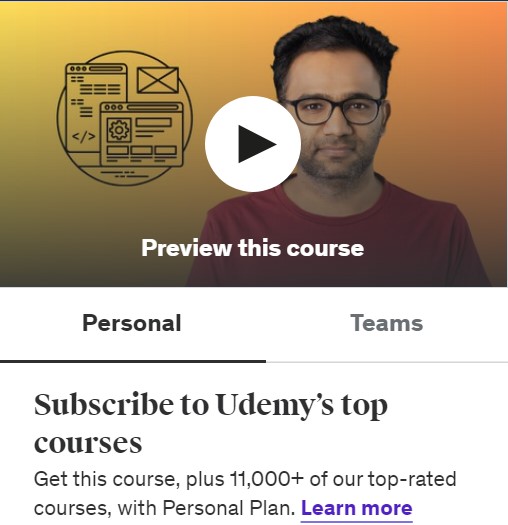 </>
Preview this course
Personal
Teams
Subscribe to Udemy's top
courses
Get this course, plus 11,000+ of our top-rated
courses, with Personal Plan. Learn more